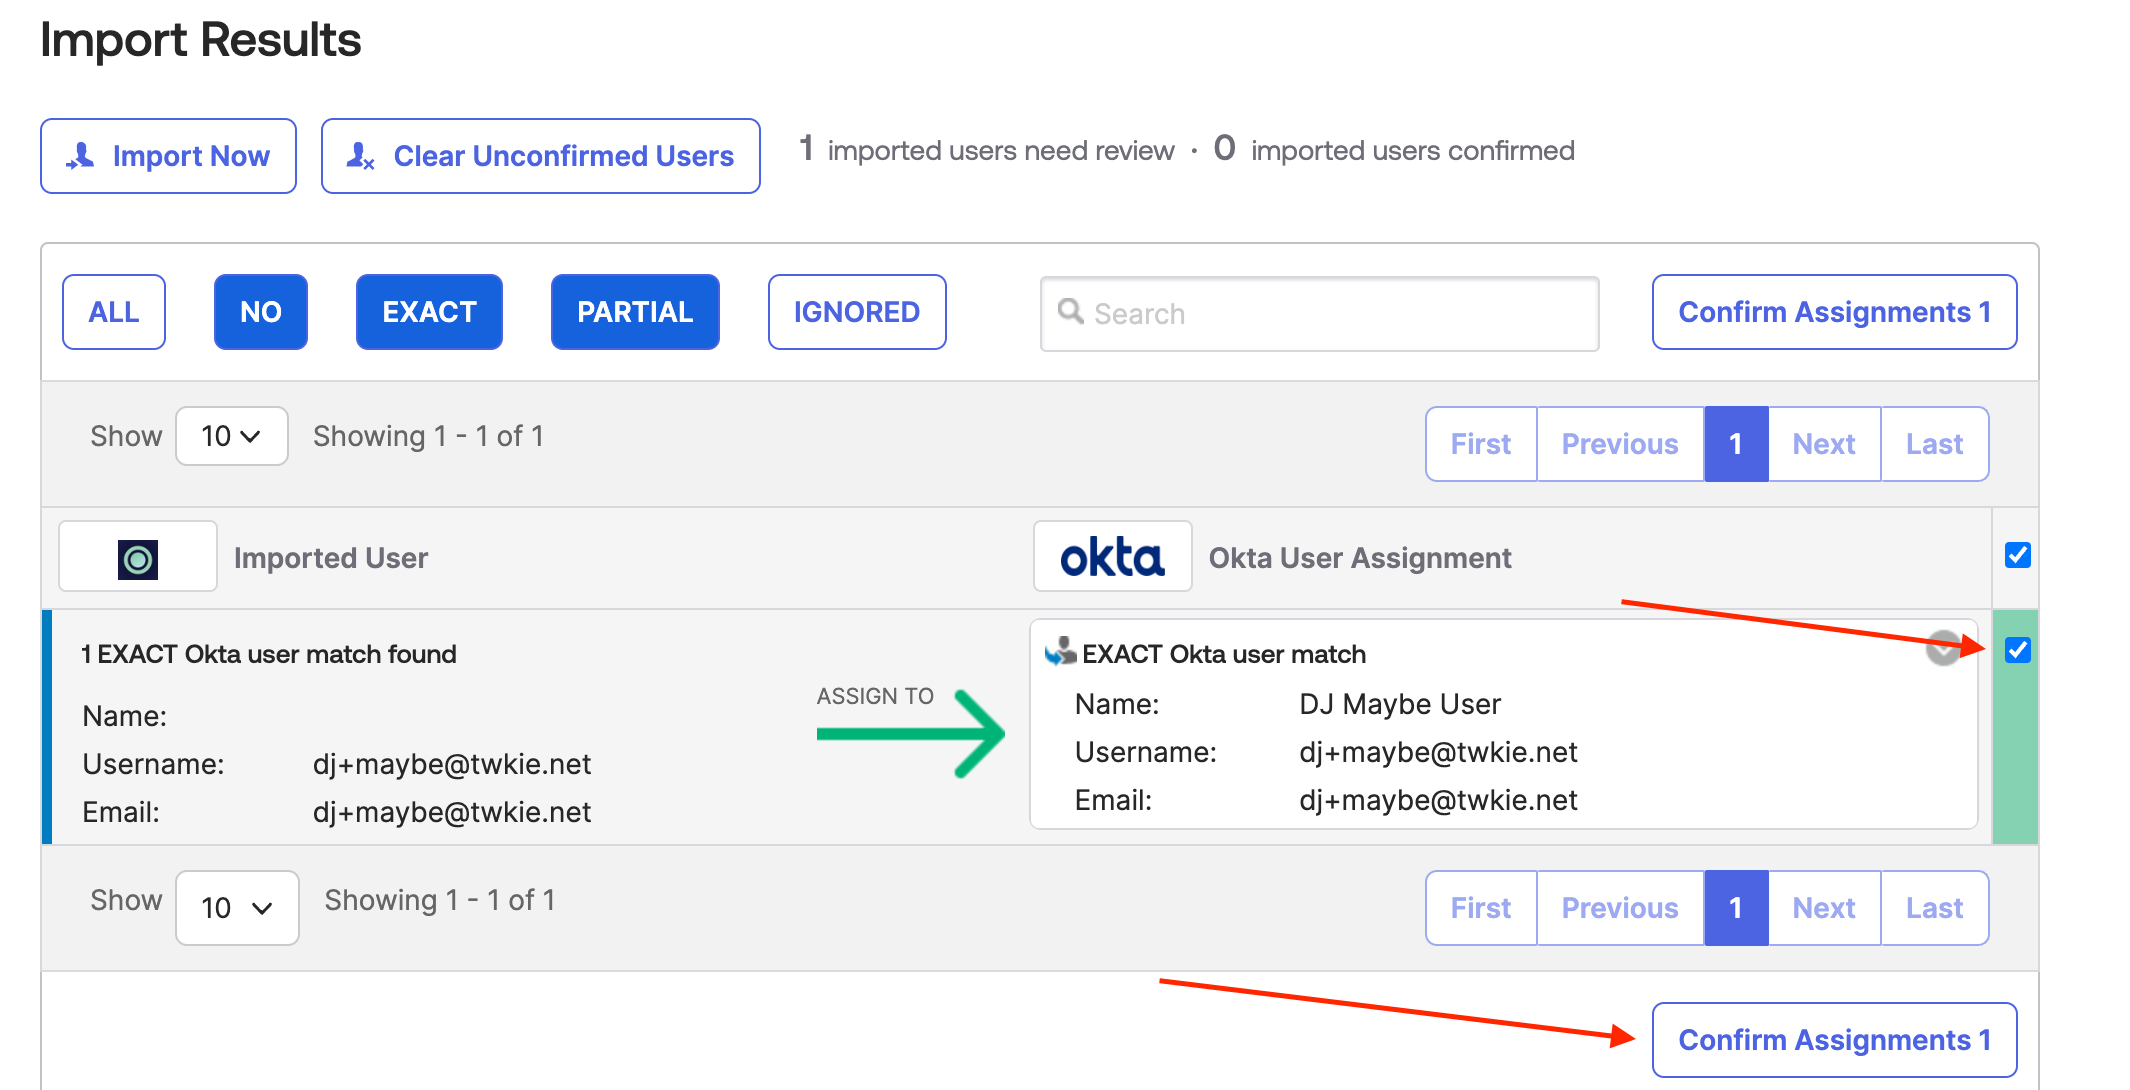 Import Results
Import Now
Clear Unconfirmed Users
1 imported users need review · 0 imported users confirmed
ALL
NO
EXACT
PARTIAL
IGNORED
Search
Confirm Assignments 1
Show
10
Showing 1 - 1 of 1
First
Previous
1
Next
Last
Imported User
okta
Okta User Assignment
1 EXACT Okta user match found
Name:
Username: dj+maybe@twkie.net
Email: dj+maybe@twkie.net
ASSIGN TO
EXACT Okta user match
Name: DJ Maybe User
Username: dj+maybe@twkie.net
Email: dj+maybe@twkie.net
Show
10
Showing 1 - 1 of 1
First
Previous
1
Next
Last
Confirm Assignments 1